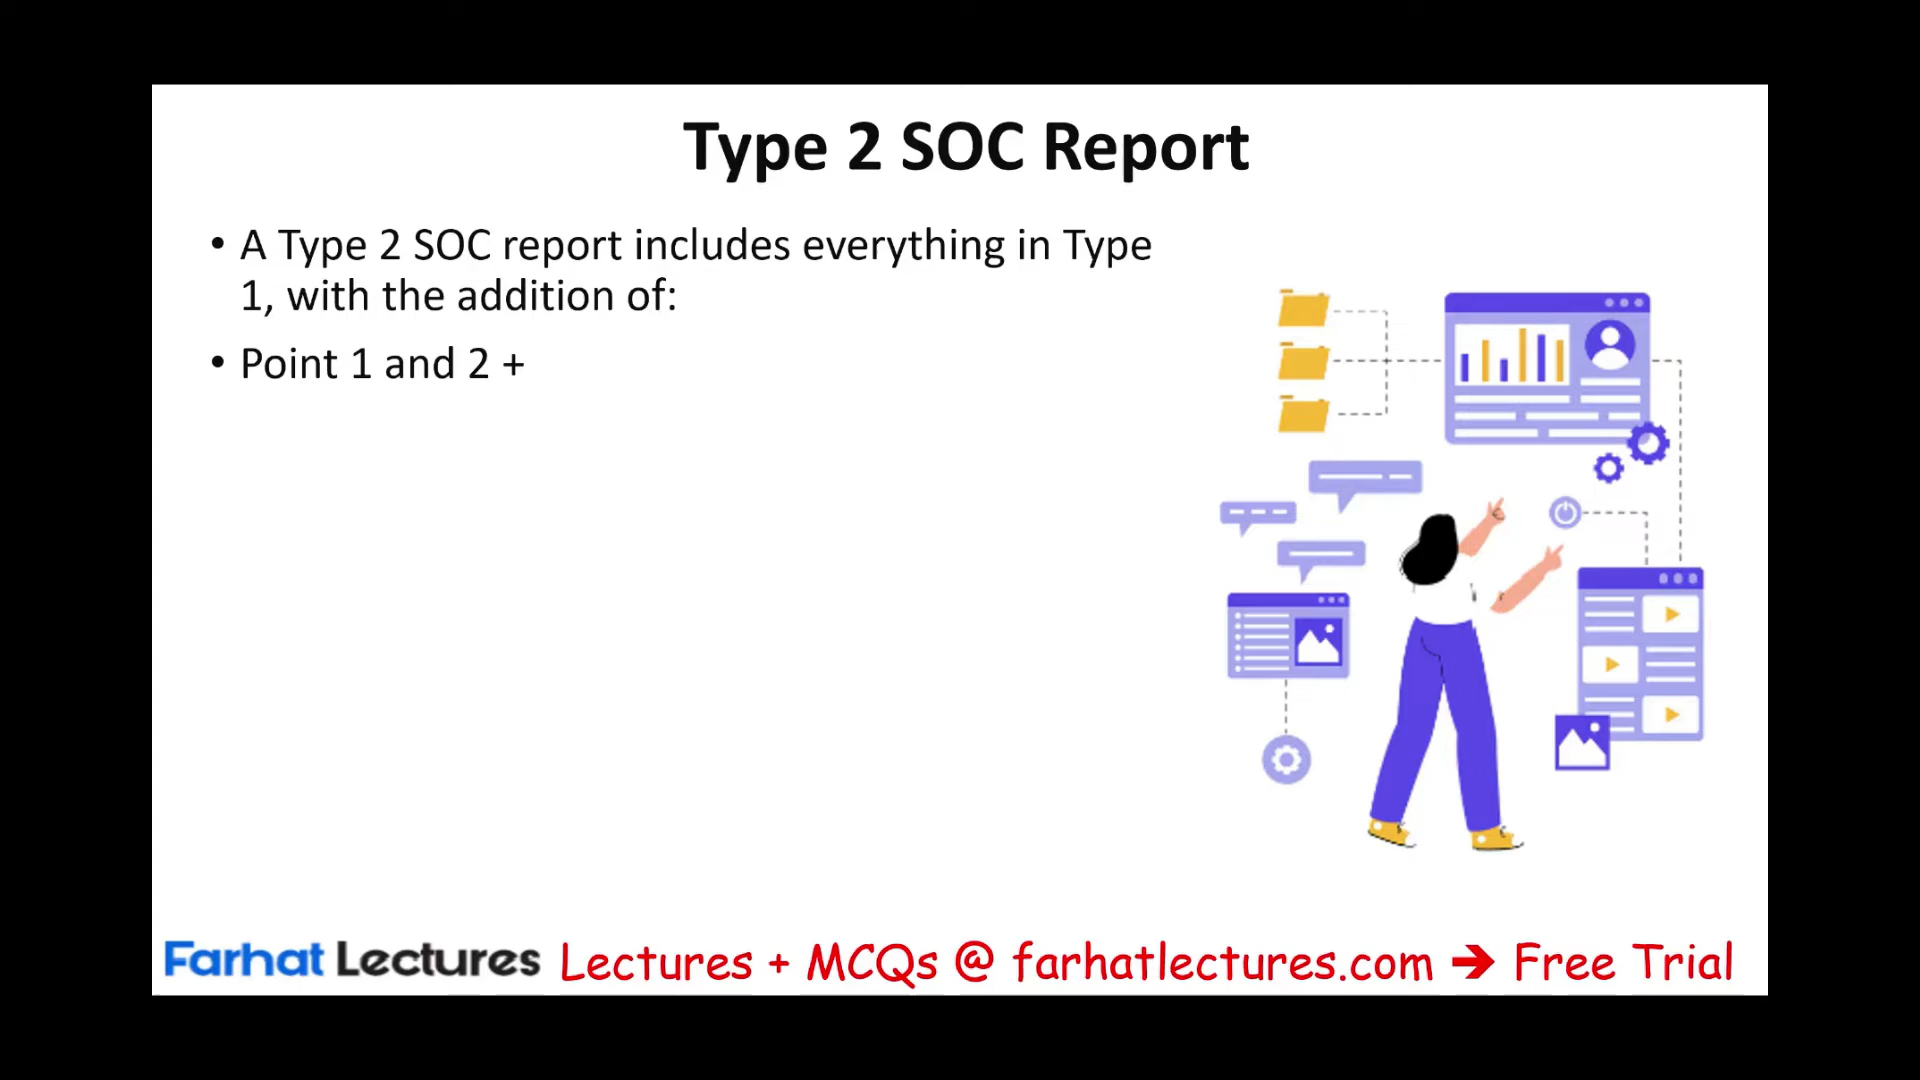 Type 2 SOC Report
• A Type 2 SOC report includes everything in Type
1, with the addition of:
• Point 1 and 2 +
Farhat Lectures Lectures + MCQs @ farhatlectures.com ➔ Free Trial